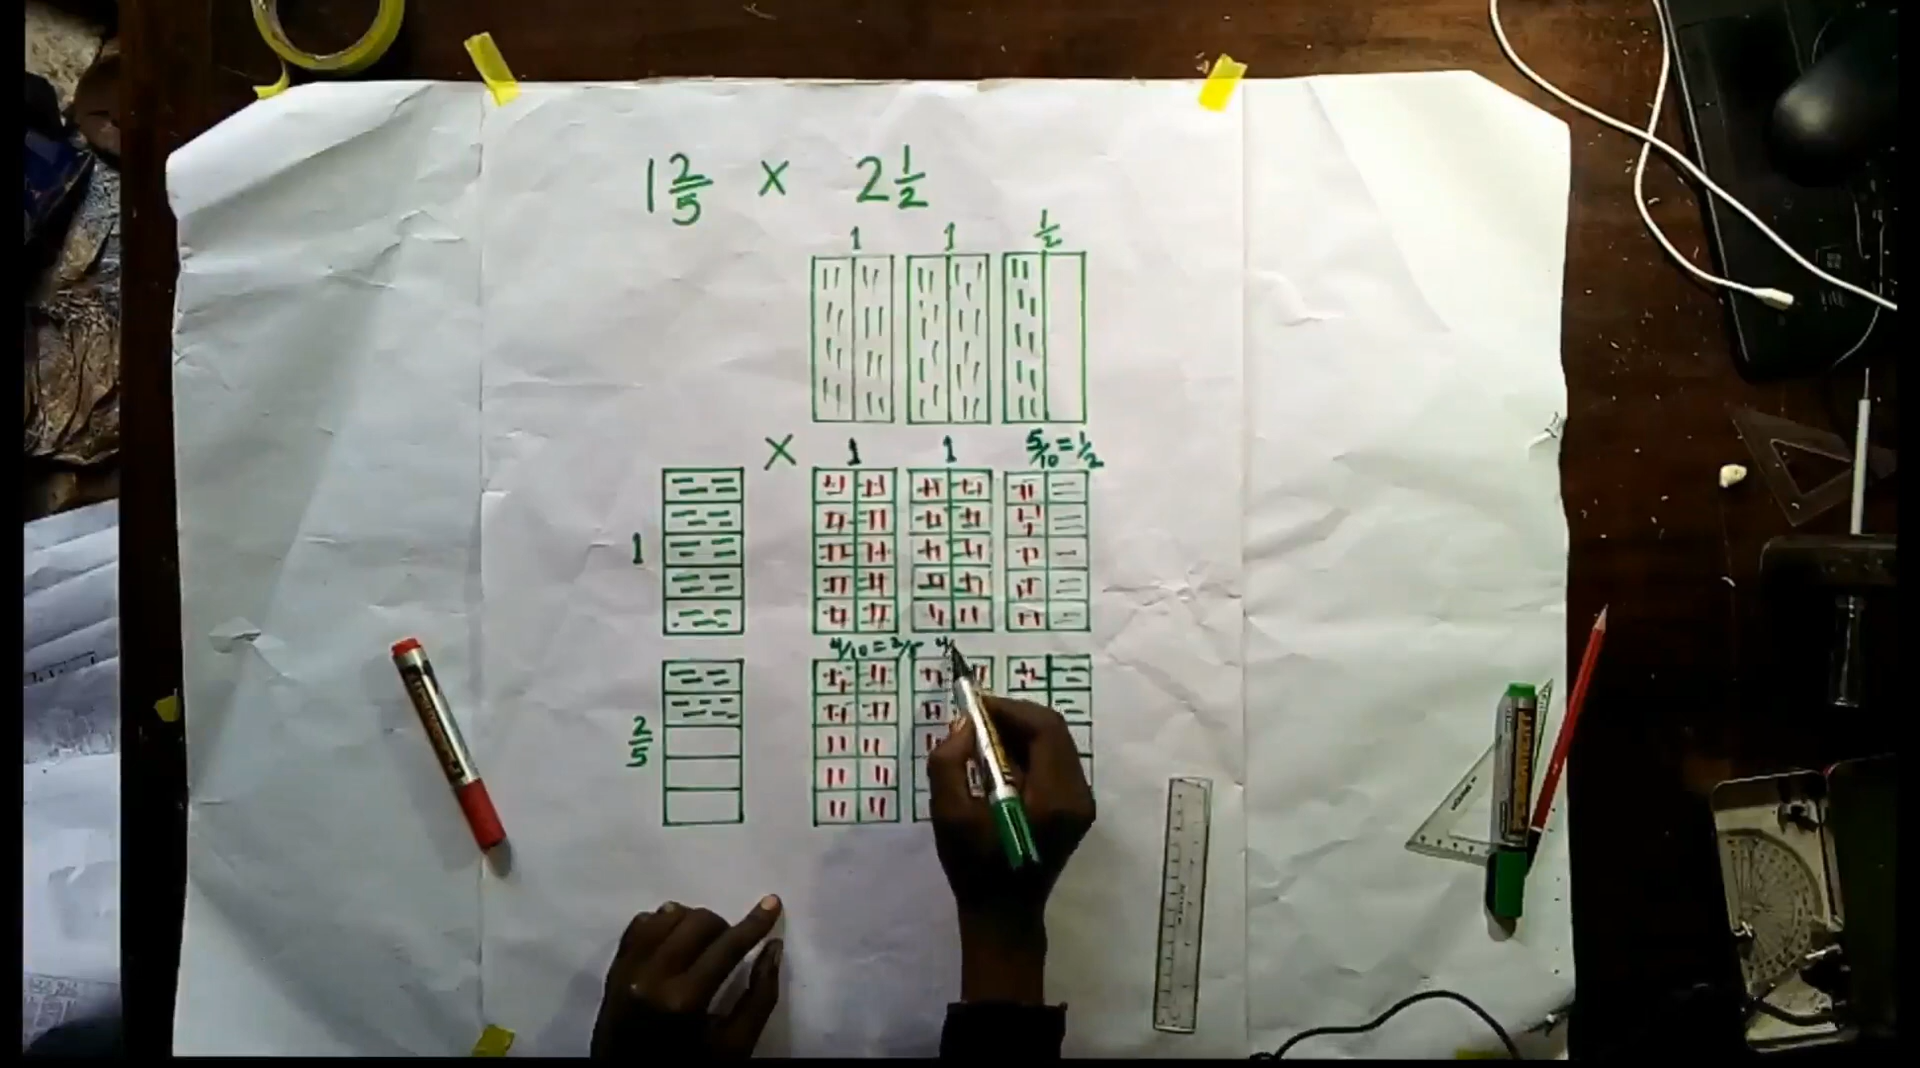 1 2/5 × 2 1/2
1 1 1/2
× 1 1 5/10 = 1/2
1
4/10 = 2/5 4/
2/5